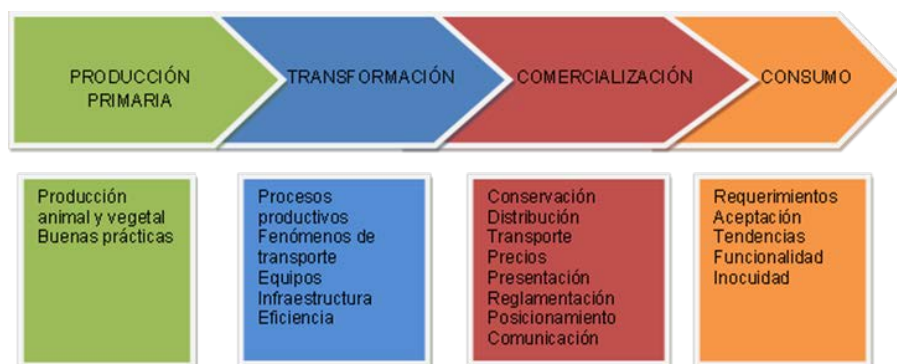 PRODUCCIÓN
PRIMARIA
TRANSFORMACIÓN
COMERCIALIZACIÓN
CONSUMO
Producción
animal y vegetal
Buenas prácticas
Procesos
productivos
Fenómenos de
transporte
Equipos
Infraestructura
Eficiencia
Conservación
Distribución
Transporte
Precios
Presentación
Reglamentación
Posicionamiento
Comunicación
Requerimientos
Aceptación
Tendencias
Funcionalidad
Inocuidad